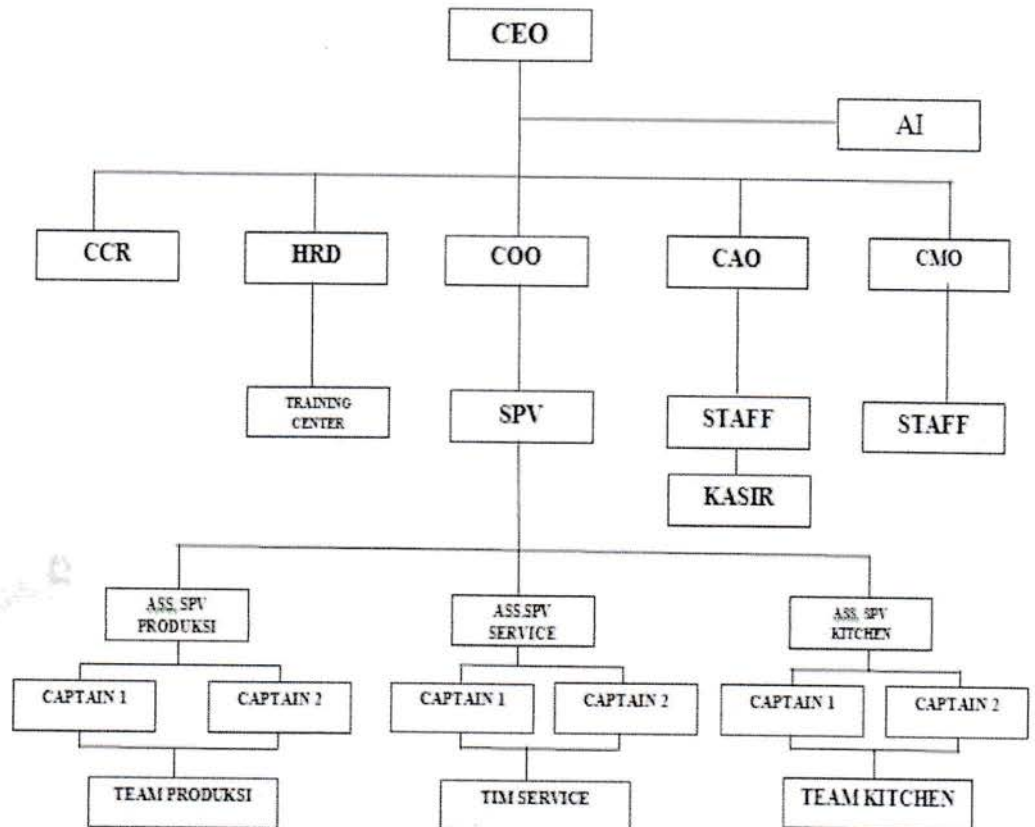 CEO
AI
CCR
HRD
COO
CAO
CMO
TRAINING
CENTER
SPV
STAFF
STAFF
KASIR
ASS. SPV
PRODUKSI
ASS.SPV
SERVICE
ASS. SPV
KITCHEN
CAPTAIN 1
CAPTAIN 2
CAPTAIN 1
CAPTAIN 2
CAPTAIN 1
CAPTAIN 2
TEAM PRODUKSI
TIM SERVICE
TEAM KITCHEN